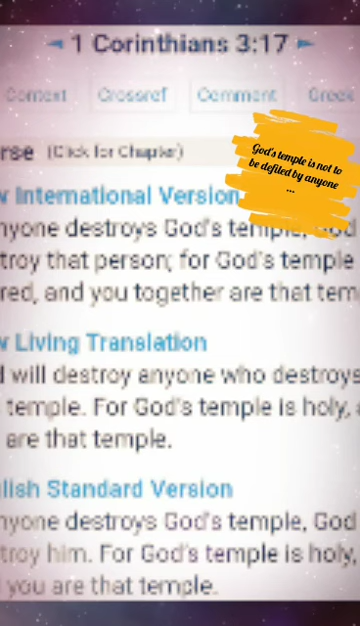 1 Corinthians 3:17
Context Crossref Comment Greek
rse (Click for Chapter)
God's temple is not to
be defiled by anyone
...
w International Version
nyone destroys God's temple, God
troy that person; for God's temple
red, and you together are that tem
w Living Translation
d will destroy anyone who destroys
temple. For God's temple is holy,
are that temple.
lish Standard Version
nyone destroys God's temple, God
troy him. For God's temple is holy,
you are that temple.